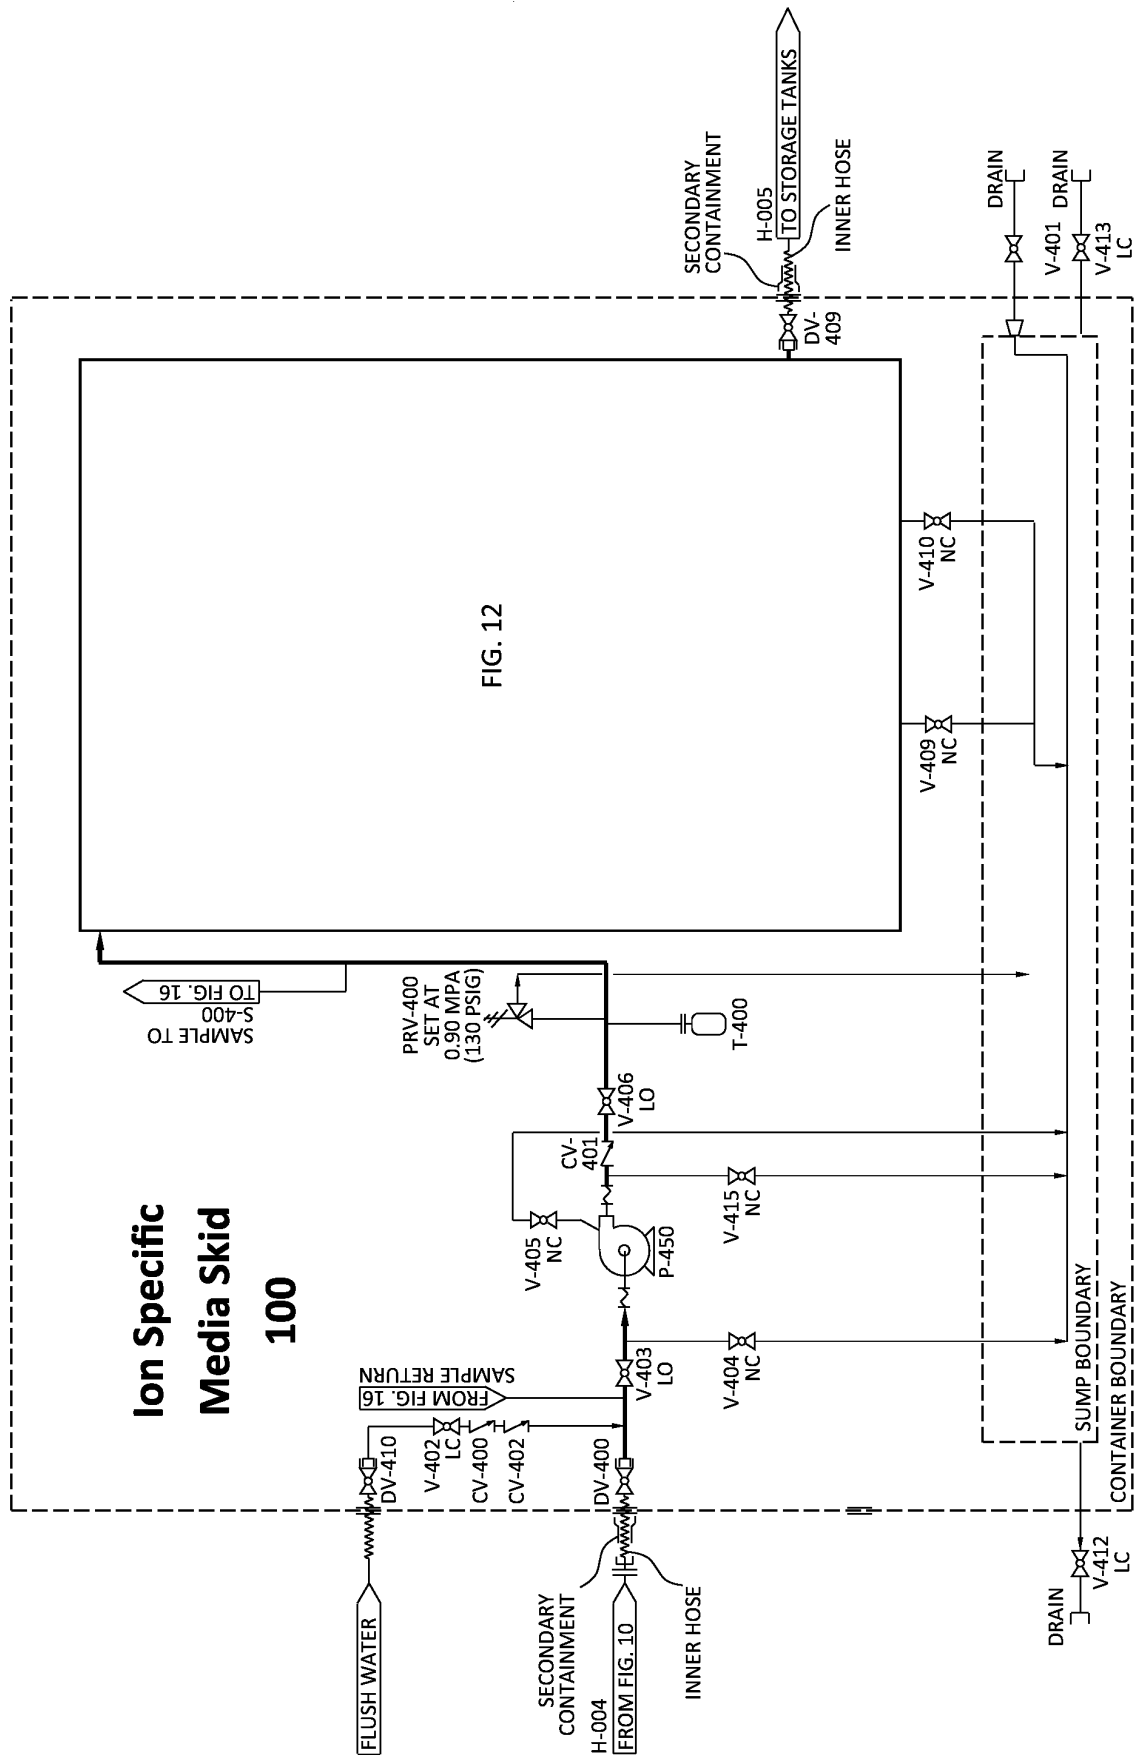 Ion Specific
Media Skid
100
FLUSH WATER
DV-410
V-402
LC
CV-400
CV-402
FROM FIG. 16
SAMPLE RETURN
SECONDARY
CONTAINMENT
H-004
FROM FIG. 10
INNER HOSE
DV-400
V-403
LO
V-404
NC
V-405
NC
P-450
V-415
NC
CV-
401
V-406
LO
PRV-400
SET AT
0.90 MPA
(130 PSIG)
T-400
SAMPLE TO
S-400
TO FIG. 16
FIG. 12
V-409
NC
V-410
NC
DV-
409
SECONDARY
CONTAINMENT
H-005
TO STORAGE TANKS
INNER HOSE
DRAIN
V-401
DRAIN
V-413
LC
SUMP BOUNDARY
CONTAINER BOUNDARY
DRAIN
V-412
LC